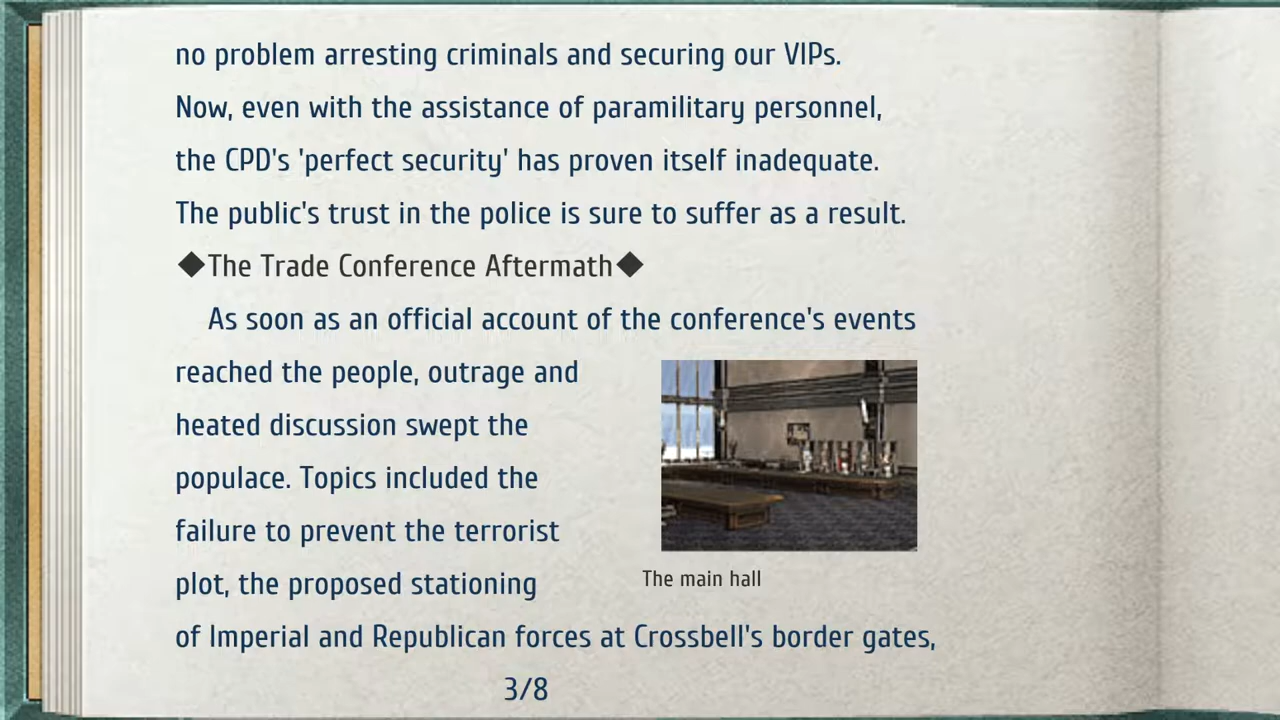 no problem arresting criminals and securing our VIPs.
Now, even with the assistance of paramilitary personnel,
the CPD's 'perfect security' has proven itself inadequate.
The public's trust in the police is sure to suffer as a result.
◆The Trade Conference Aftermath◆
As soon as an official account of the conference's events
reached the people, outrage and
heated discussion swept the
populace. Topics included the
failure to prevent the terrorist
plot, the proposed stationing
The main hall
of Imperial and Republican forces at Crossbell's border gates,
3/8